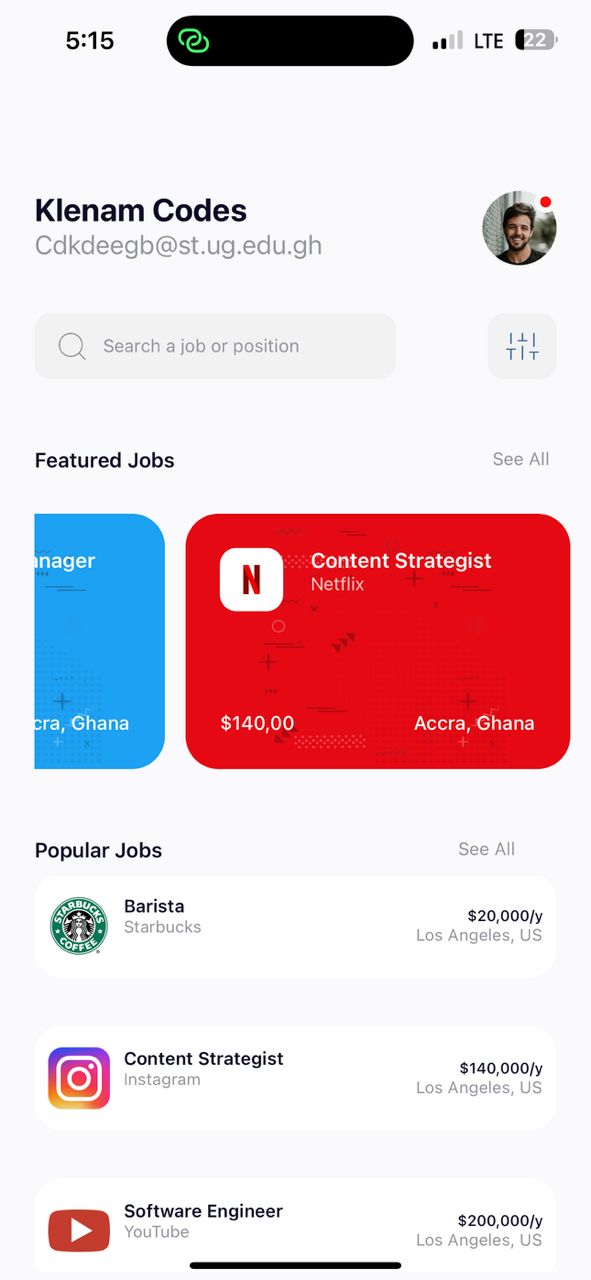 5:15
LTE
22
Klenam Codes
Cdkdeegb@st.ug.edu.gh
Search a job or position
Featured Jobs
See All
anager
cra, Ghana
N
Content Strategist
Netflix
$140,00
Accra, Ghana
Popular Jobs
See All
STARBUCKS
COFFEE
Barista
Starbucks
$20,000/y
Los Angeles, US
Content Strategist
Instagram
$140,000/y
Los Angeles, US
Software Engineer
YouTube
$200,000/y
Los Angeles, US